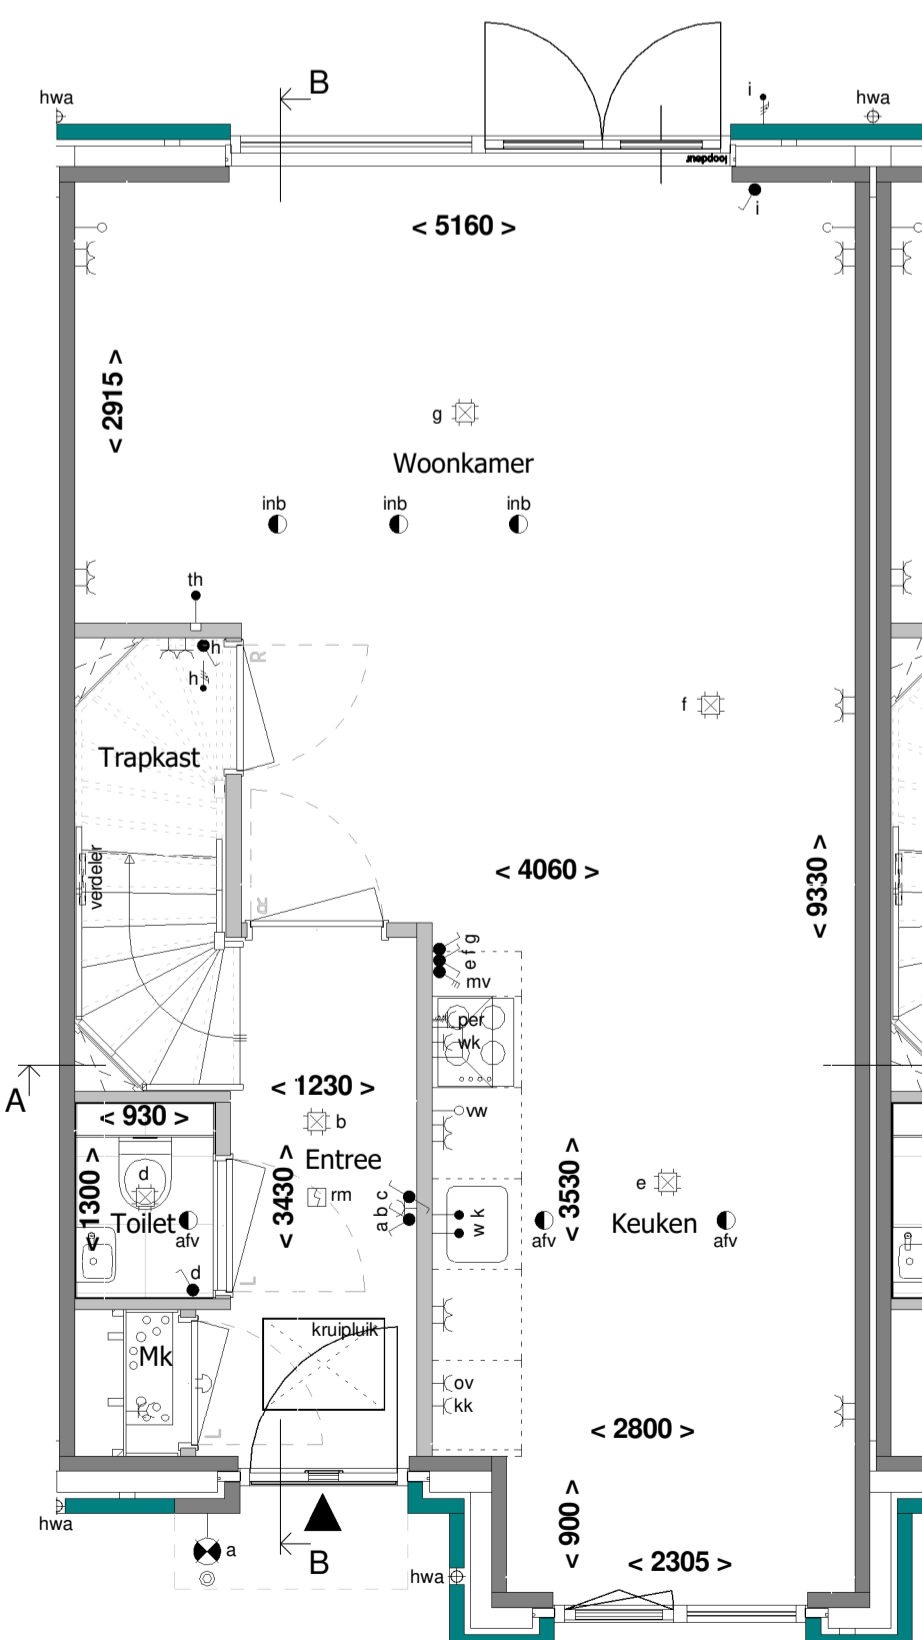 B
hwa
i
hwa
loopdeur
i
< 5160 >
< 2915 >
g
Woonkamer
inb
inb
inb
th
h
h
R
f
Trapkast
verdeler
R
< 4060 >
< 9330 >
e f g
mv
per
wk
A
< 1230 >
< 930 >
b
vw
Entree
d
< 1300 >
< 3430 >
rm
a b c
wk
< 3530 >
e
Toilet
afv
afv
Keuken
afv
d
L
kruipluik
Mk
L
ov
kk
< 2800 >
hwa
a
B
< 900 >
< 2305 >
hwa